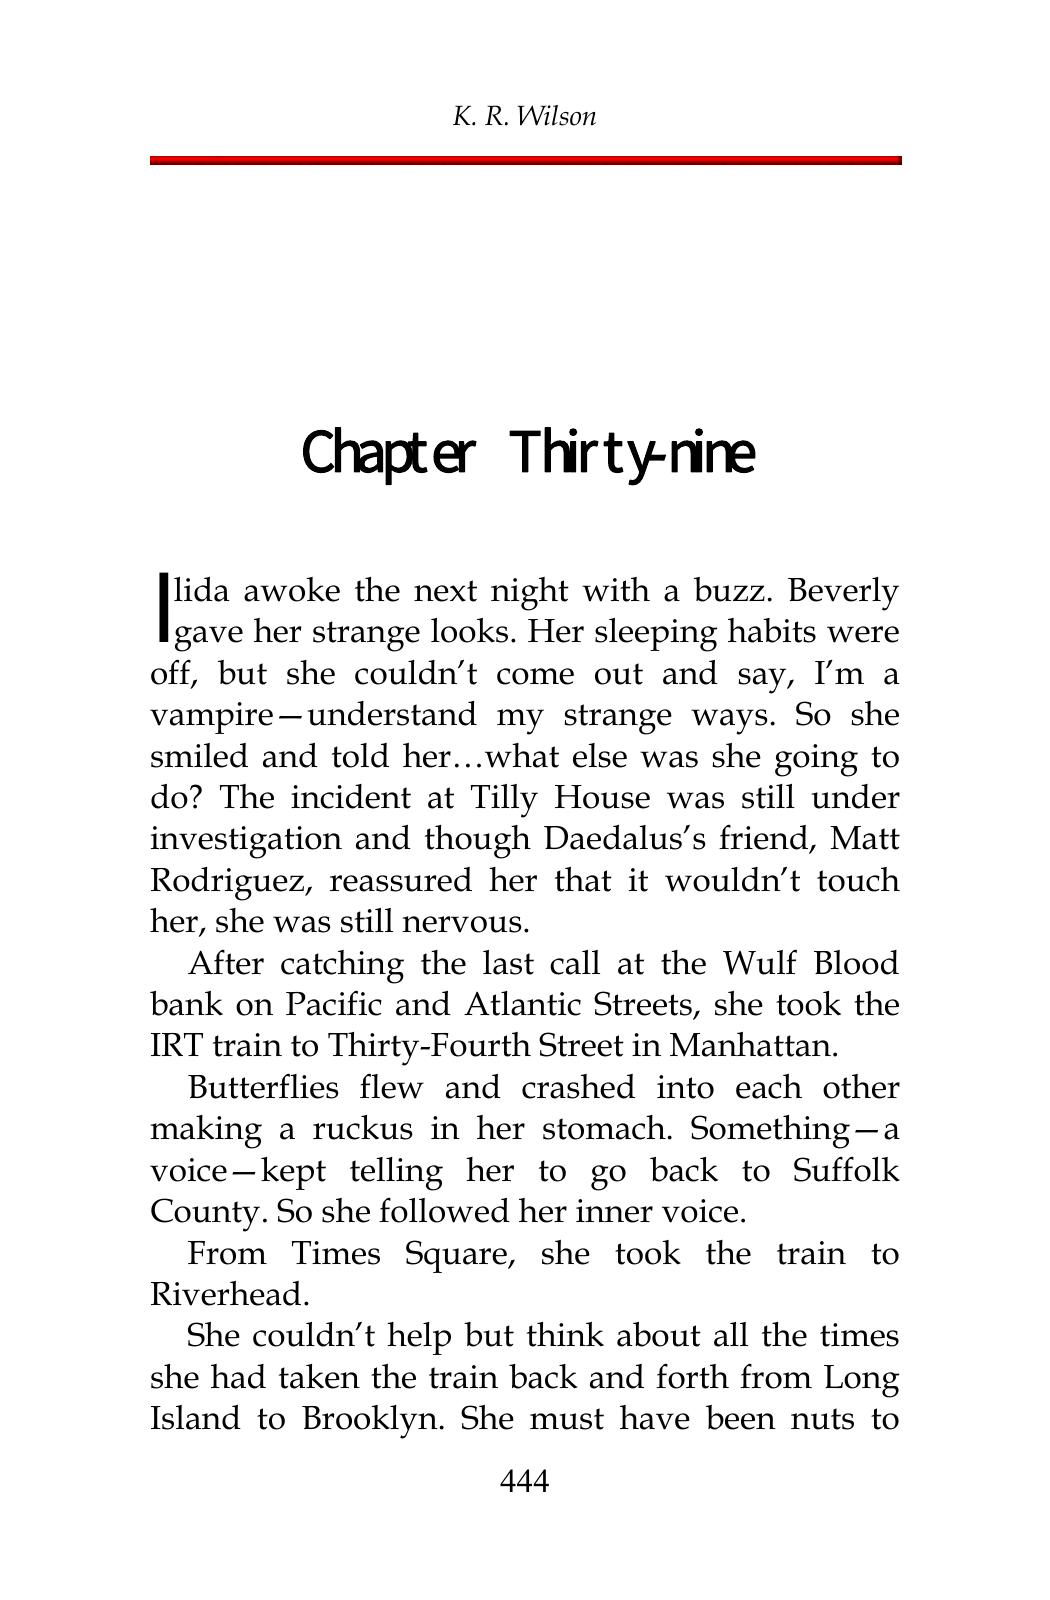 K. R. Wilson
Chapter Thirty-nine
Ilida awoke the next night with a buzz. Beverly
gave her strange looks. Her sleeping habits were
off, but she couldn’t come out and say, I’m a
vampire—understand my strange ways. So she
smiled and told her…what else was she going to
do? The incident at Tilly House was still under
investigation and though Daedalus’s friend, Matt
Rodriguez, reassured her that it wouldn’t touch
her, she was still nervous.
After catching the last call at the Wulf Blood
bank on Pacific and Atlantic Streets, she took the
IRT train to Thirty-Fourth Street in Manhattan.
Butterflies flew and crashed into each other
making a ruckus in her stomach. Something—a
voice—kept telling her to go back to Suffolk
County. So she followed her inner voice.
From Times Square, she took the train to
Riverhead.
She couldn’t help but think about all the times
she had taken the train back and forth from Long
Island to Brooklyn. She must have been nuts to
444